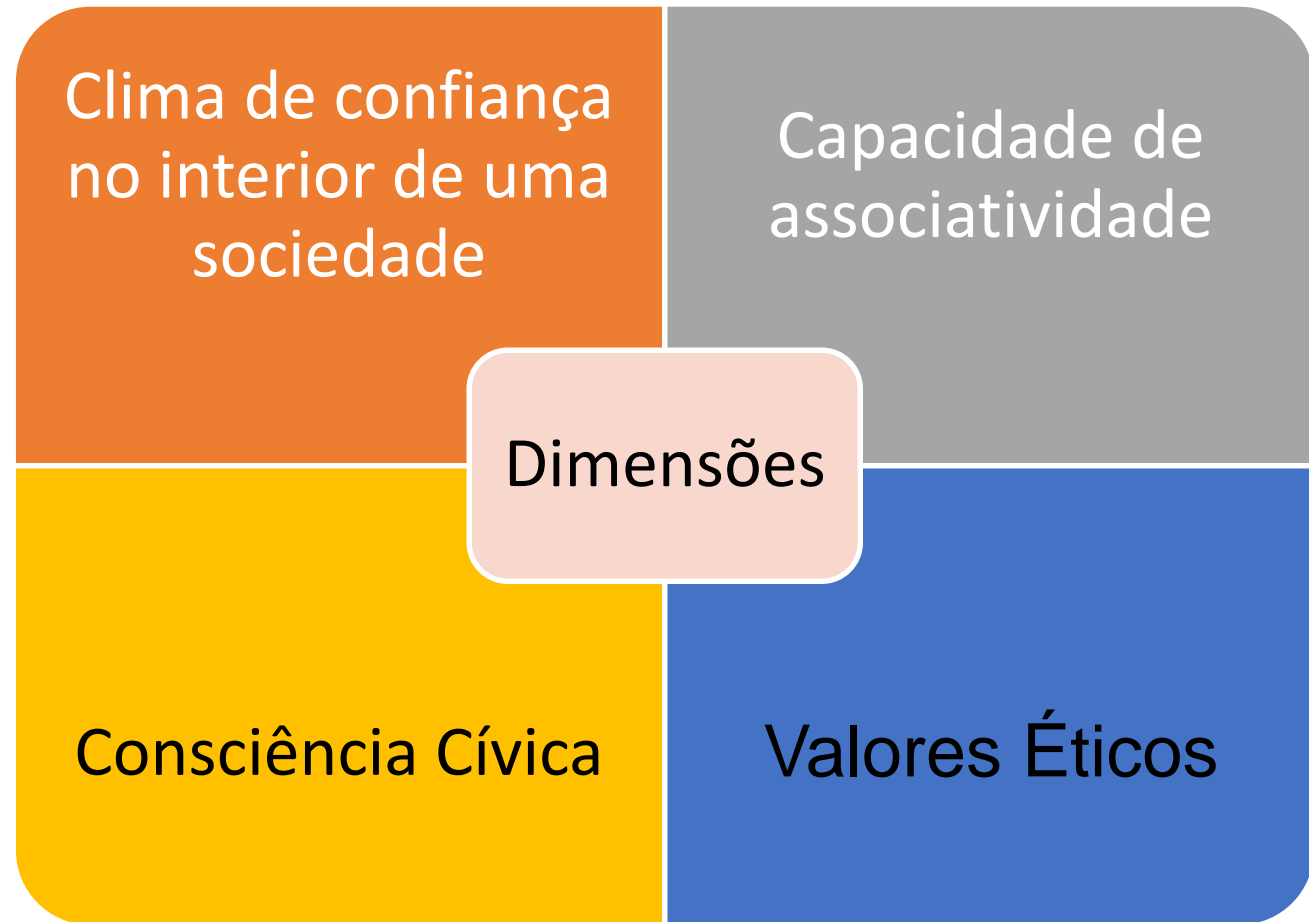 Clima de confiança
no interior de uma
sociedade
Capacidade de
associatividade
Dimensões
Consciência Cívica
Valores Éticos